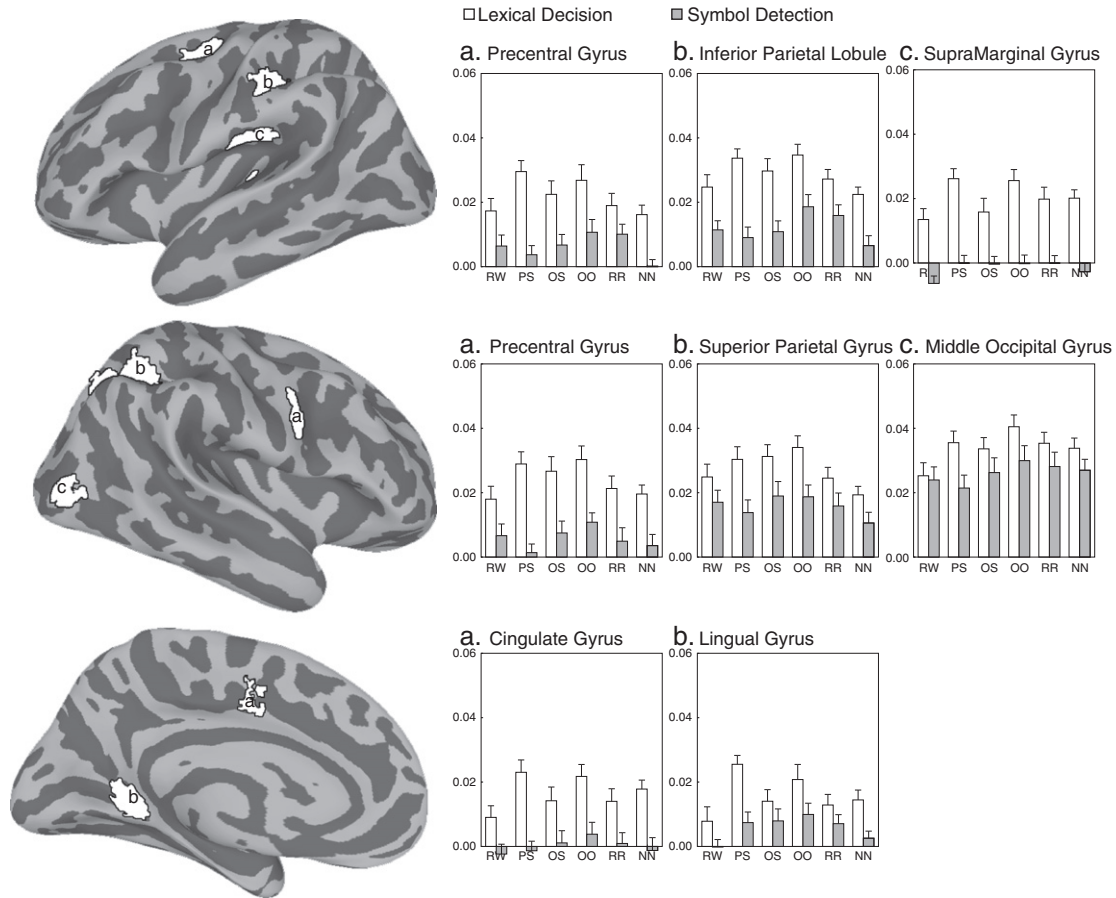 Lexical Decision Symbol Detection
a. Precentral Gyrus b. Inferior Parietal Lobule c. SupraMarginal Gyrus
0.06 0.06 0.06
0.04 0.04 0.04
0.02 0.02 0.02
0.00 0.00 0.00
RW PS OS OO RR NN RW PS OS OO RR NN R PS OS OO RR NN
a
b
c
a. Precentral Gyrus b. Superior Parietal Gyrus c. Middle Occipital Gyrus
0.06 0.06 0.06
0.04 0.04 0.04
0.02 0.02 0.02
0.00 0.00 0.00
RW PS OS OO RR NN RW PS OS OO RR NN RW PS OS OO RR NN
b
a
c
a. Cingulate Gyrus b. Lingual Gyrus
0.06 0.06
0.04 0.04
0.02 0.02
0.00 0.00
RW PS OS OO RR NN RW PS OS OO RR NN
a
b